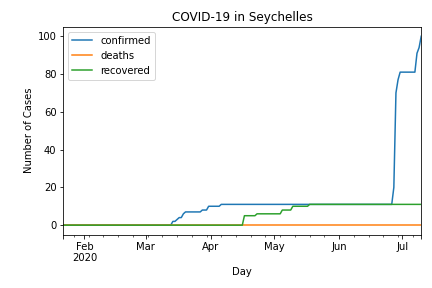 COVID-19 in Seychelles
confirmed
deaths
recovered
Number of Cases
100
80
60
40
20
0
Feb
2020
Mar
Apr
May
Jun
Jul
Day